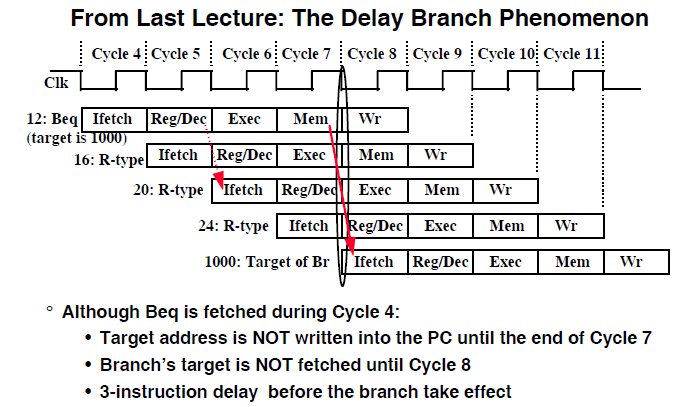 From Last Lecture: The Delay Branch Phenomenon
Cycle 4 Cycle 5 Cycle 6 Cycle 7 Cycle 8 Cycle 9 Cycle 10 Cycle 11
Clk
12: Beq Ifetch Reg/Dec Exec Mem Wr
(target is 1000)
16: R-type Ifetch Reg/Dec Exec Mem Wr
20: R-type Ifetch Reg/Dec Exec Mem Wr
24: R-type Ifetch Reg/Dec Exec Mem Wr
1000: Target of Br Ifetch Reg/Dec Exec Mem Wr
° Although Beq is fetched during Cycle 4:
• Target address is NOT written into the PC until the end of Cycle 7
• Branch’s target is NOT fetched until Cycle 8
• 3-instruction delay before the branch take effect